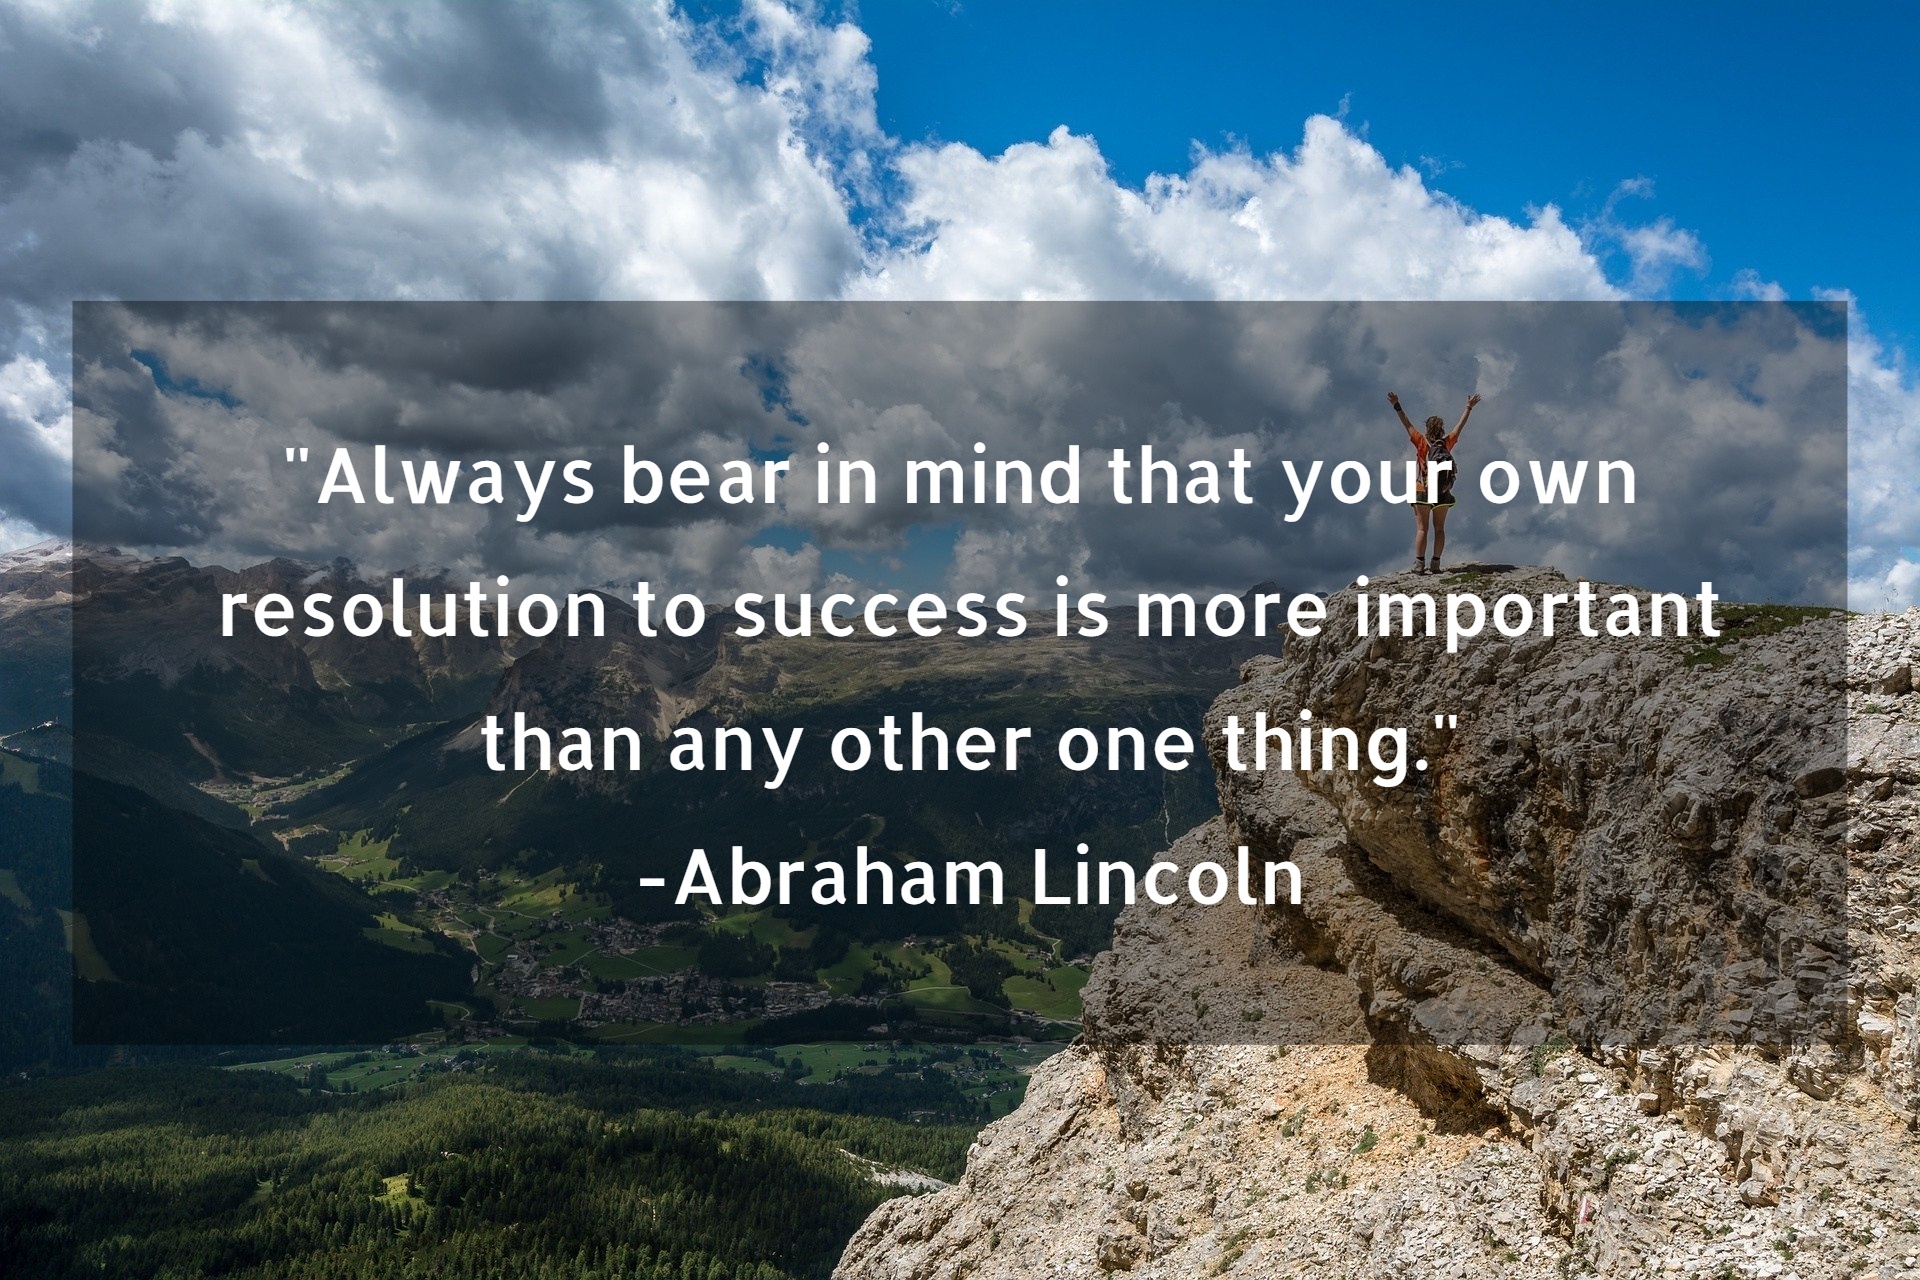 "Always bear in mind that your own
resolution to success is more important
than any other one thing."
-Abraham Lincoln